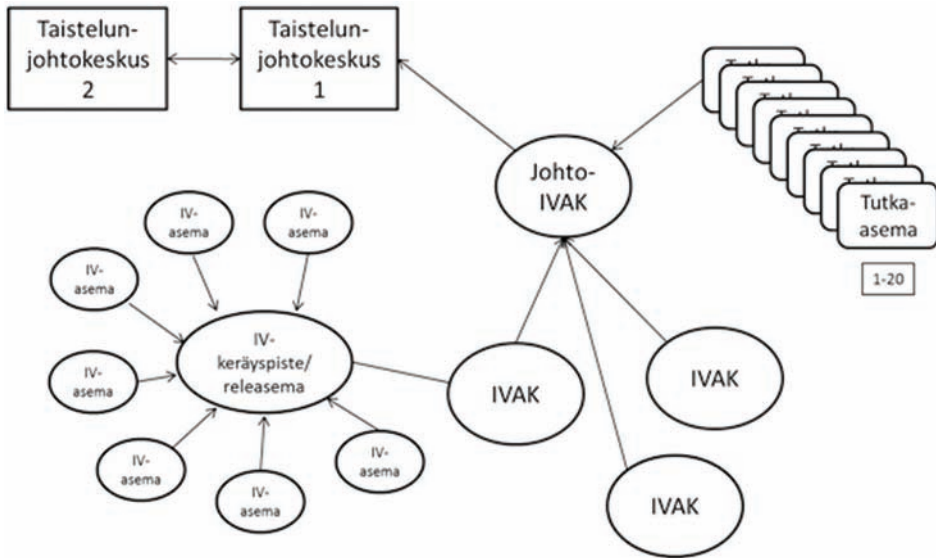 Taistelun-
johtokeskus
2
Taistelun-
johtokeskus
1
Johto-
IVAK
Tutka-
asema
1-20
IV-
asema
IV-
asema
IV-
asema
IV-
asema
IV-
asema
IV-
asema
IV-
asema
IV-
asema
IV-
keräyspiste/
releasema
IVAK
IVAK
IVAK